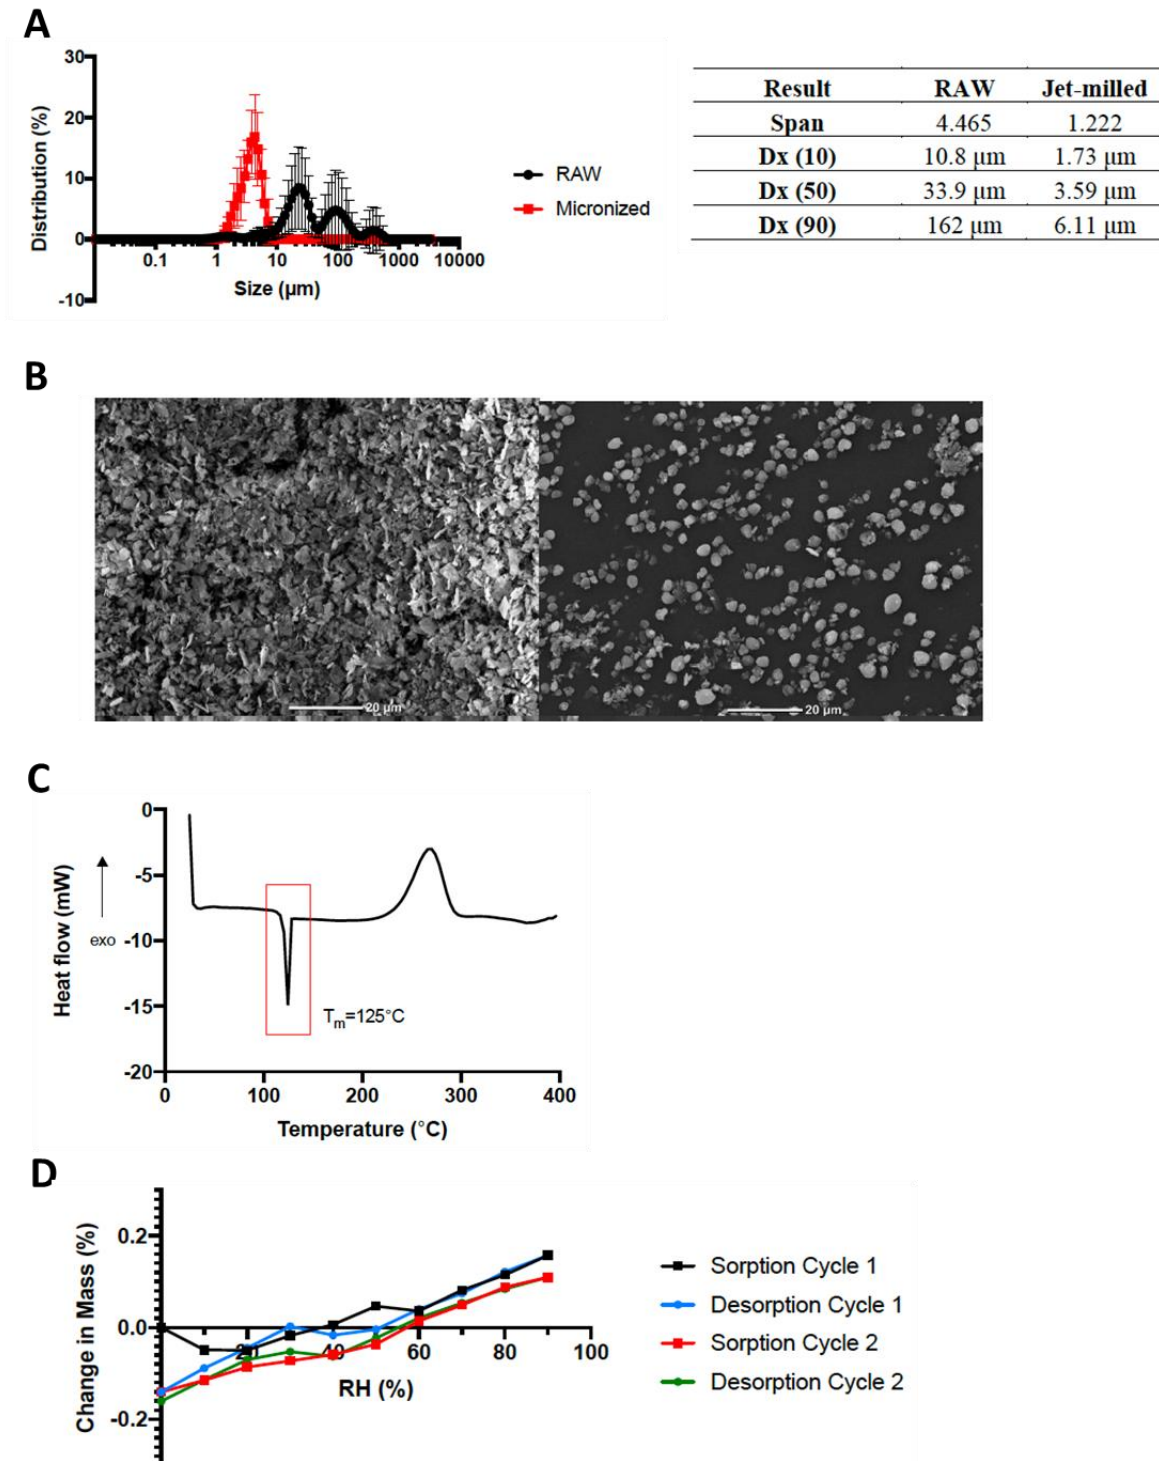 A
30
20
10
0
-10
Distribution (%)
0.1 1 10 100 1000 10000
Size (µm)
RAW
Micronized
Result RAW Jet-milled
Span 4.465 1.222
Dx (10) 10.8 µm 1.73 µm
Dx (50) 33.9 µm 3.59 µm
Dx (90) 162 µm 6.11 µm
B
20 µm
20 µm
C
0
-5
-10
-15
-20
Heat flow (mW)
exo
Tm=125°C
0 100 200 300 400
Temperature (°C)
D
0.2
0.0
-0.2
Change in Mass (%)
20 40 60 80 100
RH (%)
Sorption Cycle 1
Desorption Cycle 1
Sorption Cycle 2
Desorption Cycle 2